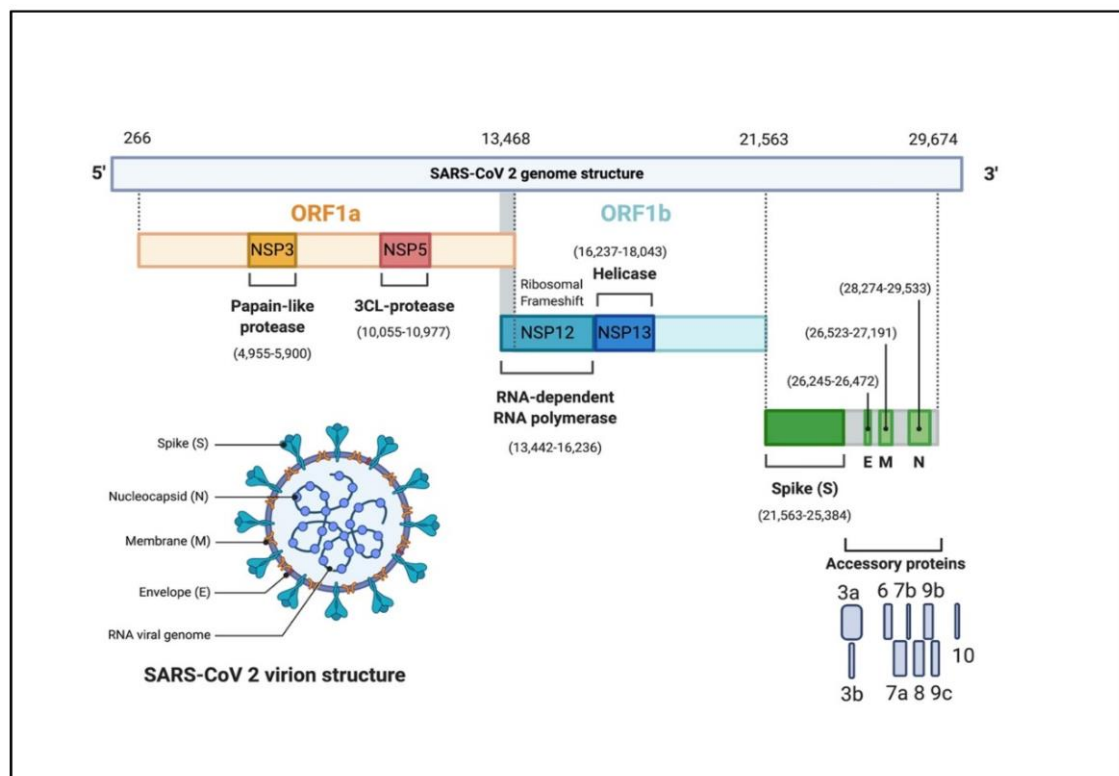 266 13,468 21,563 29,674
5' SARS-CoV 2 genome structure 3'
ORF1a ORF1b
NSP3 NSP5
Papain-like
protease
(4,955-5,900)
3CL-protease
(10,055-10,977)
(16,237-18,043)
Helicase
Ribosomal
Frameshift
NSP12 NSP13
RNA-dependent
RNA polymerase
(13,442-16,236)
(28,274-29,533)
(26,523-27,191)
(26,245-26,472)
E M N
Spike (S)
(21,563-25,384)
Accessory proteins
3a 6 7b 9b
10
3b 7a 8 9c
Spike (S)
Nucleocapsid (N)
Membrane (M)
Envelope (E)
RNA viral genome
SARS-CoV 2 virion structure